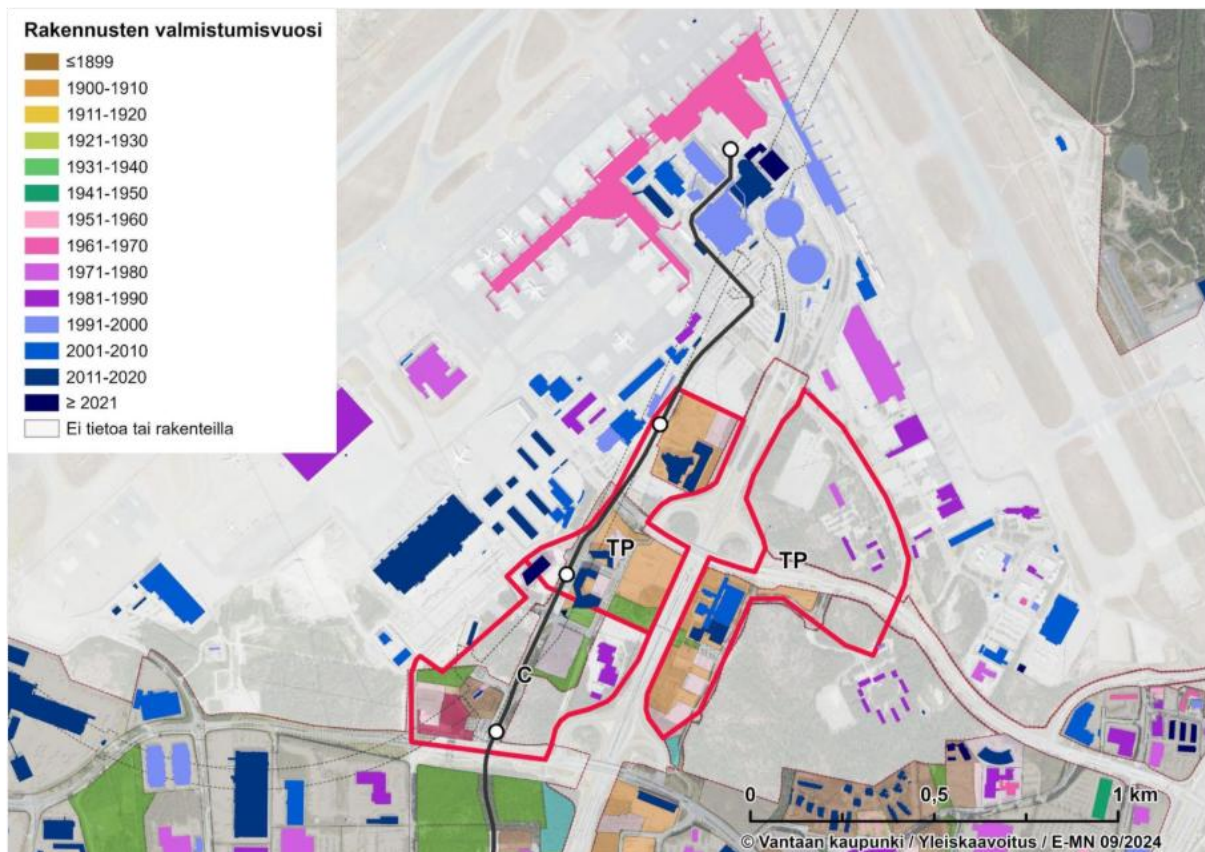 Rakennusten valmistumisvuosi
≤1899
1900-1910
1911-1920
1921-1930
1931-1940
1941-1950
1951-1960
1961-1970
1971-1980
1981-1990
1991-2000
2001-2010
2011-2020
≥ 2021
Ei tietoa tai rakenteilla
TP
TP
C
0 0,5 1 km
© Vantaan kaupunki / Yleiskaavoitus / E-MN 09/2024